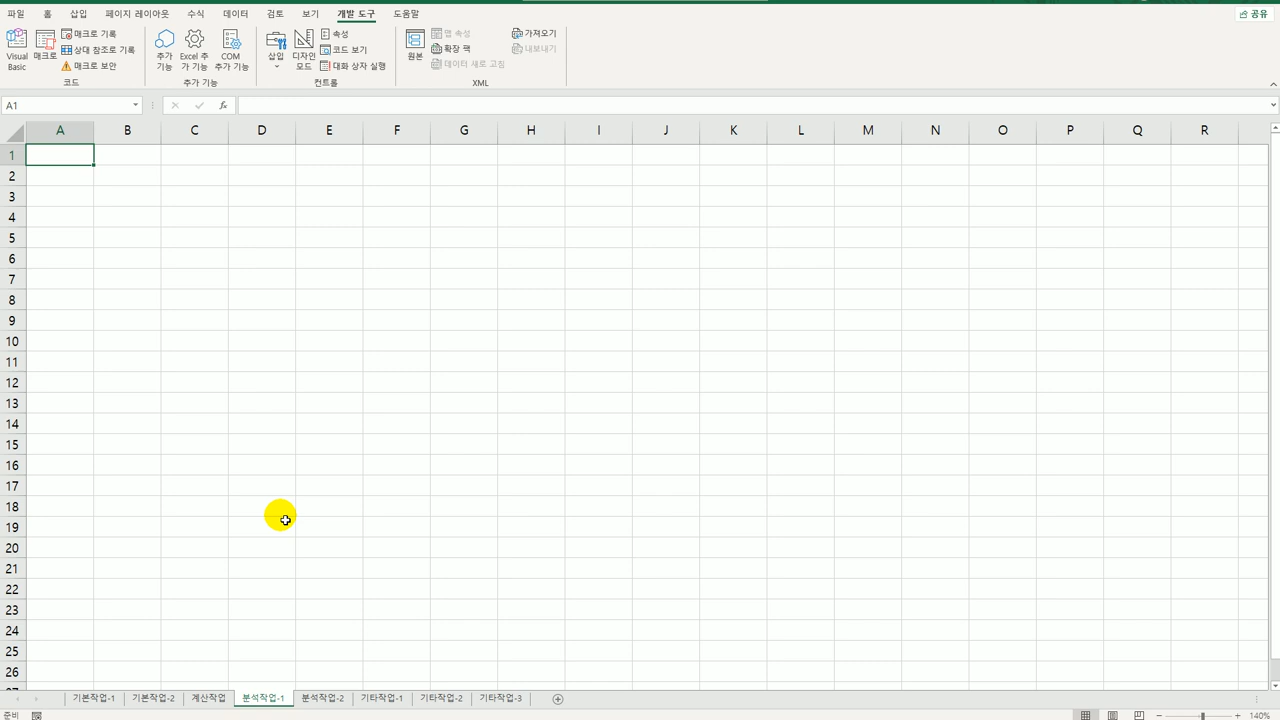 파일 홈 삽입 페이지 레이아웃 수식 데이터 검토 보기 개발 도구 도움말 공유
Visual Basic
매크로
매크로 기록
상대 참조로 기록
매크로 보안
코드
추가 기능
Excel 추가 기능
COM 추가 기능
추가 기능
삽입
디자인 모드
속성
코드 보기
대화 상자 실행
컨트롤
원본
맵 속성
확장 팩
데이터 새로 고침
가져오기
내보내기
XML
A1 fx
A B C D E F G H I J K L M N O P Q R
1
2
3
4
5
6
7
8
9
10
11
12
13
14
15
16
17
18
19
20
21
22
23
24
25
26
27
기본작업-1 기본작업-2 계산작업 분석작업-1 분석작업-2 기타작업-1 기타작업-2 기타작업-3
준비 140%